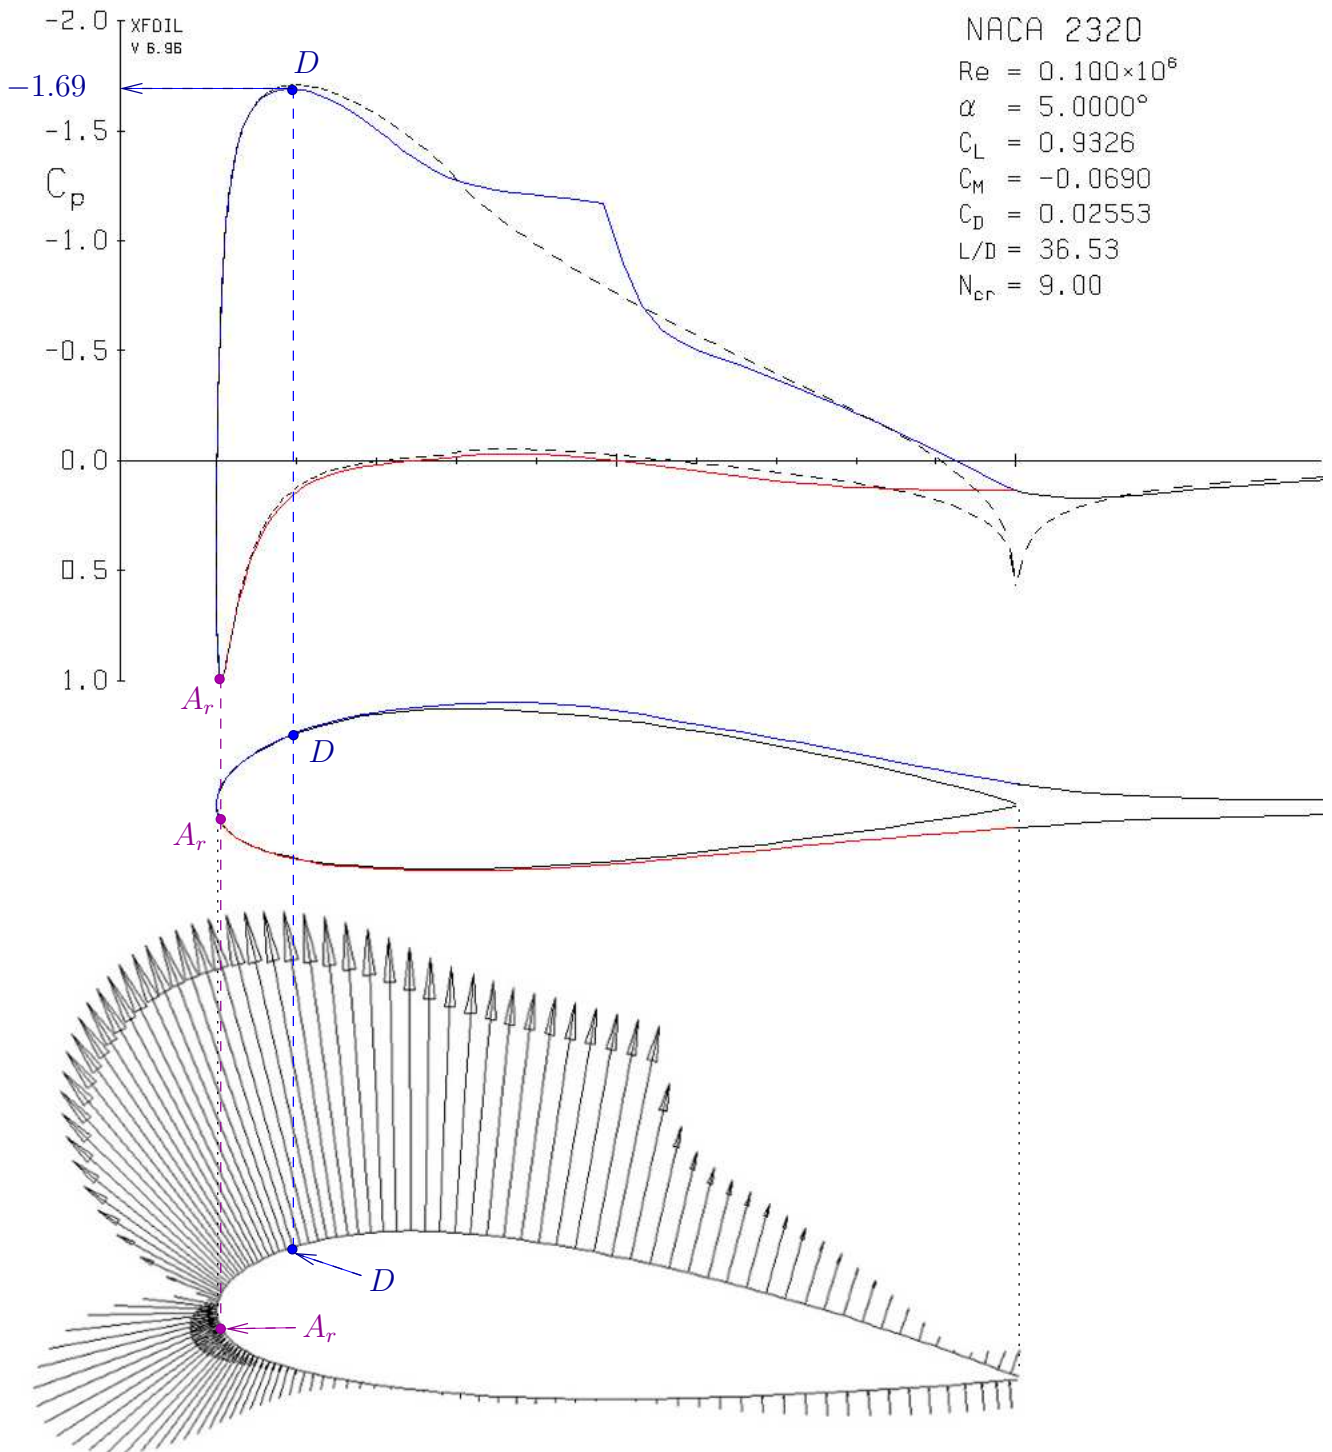 -2.0
XFOIL
V 6.96
D
−1.69
-1.5
C_p
-1.0
-0.5
0.0
0.5
1.0
NACA 2320
Re = 0.100×10⁶
α = 5.0000°
C_L = 0.9326
C_M = -0.0690
C_D = 0.02553
L/D = 36.53
N_cr = 9.00
A_r
D
A_r
D
A_r